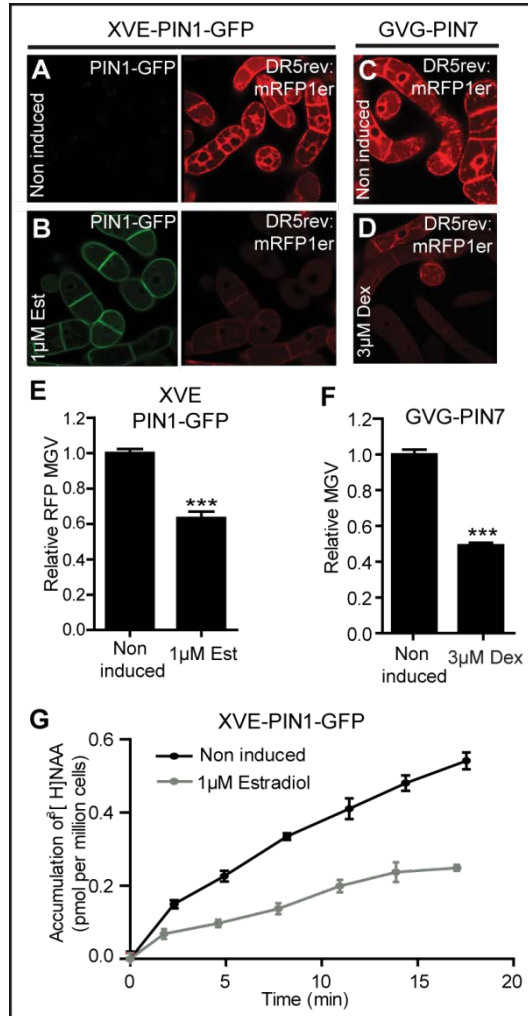 XVE-PIN1-GFP
GVG-PIN7
A
PIN1-GFP
Non induced
DR5rev:
mRFP1er
C
DR5rev:
mRFP1er
Non induced
B
PIN1-GFP
1µM Est
DR5rev:
mRFP1er
D
DR5rev:
mRFP1er
3µM Dex
E
XVE
PIN1-GFP
Relative RFP MGV
1.2
1.0
0.8
0.6
0.4
0.2
0.0
***
Non
induced
1µM Est
F
GVG-PIN7
Relative MGV
1.2
1.0
0.8
0.6
0.4
0.2
0.0
***
Non
induced
3µM Dex
G
XVE-PIN1-GFP
Accumulation of [³H]NAA
(pmol per million cells)
0.6
0.4
0.2
0.0
Non induced
1µM Estradiol
0
5
10
15
20
Time (min)